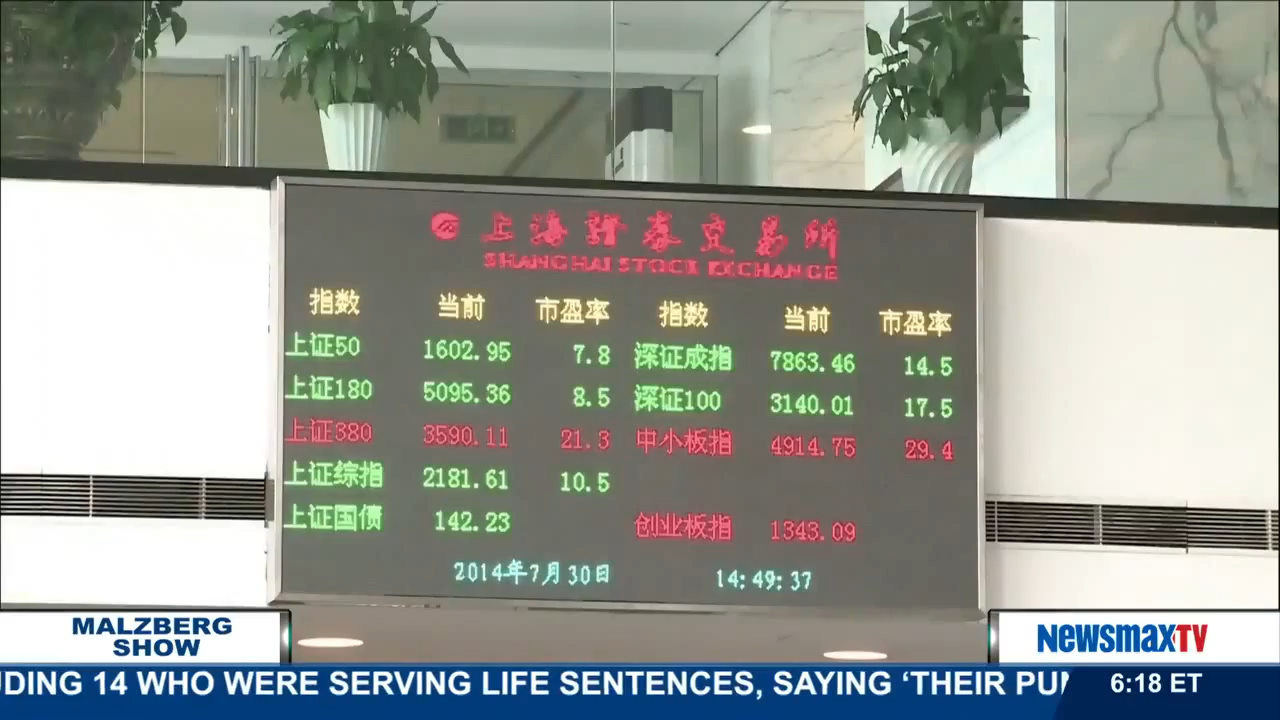 上海證券交易所
SHANGHAI STOCK EXCHANGE
指数 当前 市盈率 指数 当前 市盈率
上证50 1602.95 7.8 深证成指 7863.46 14.5
上证180 5095.36 8.5 深证100 3140.01 17.5
上证380 3590.11 21.3 中小板指 4914.75 29.4
上证综指 2181.61 10.5
上证国债 142.23 创业板指 1343.09
2014年7月30日 14:49:37
MALZBERG
SHOW
NEWSMAXTV
UDING 14 WHO WERE SERVING LIFE SENTENCES, SAYING ‘THEIR PU
6:18 ET